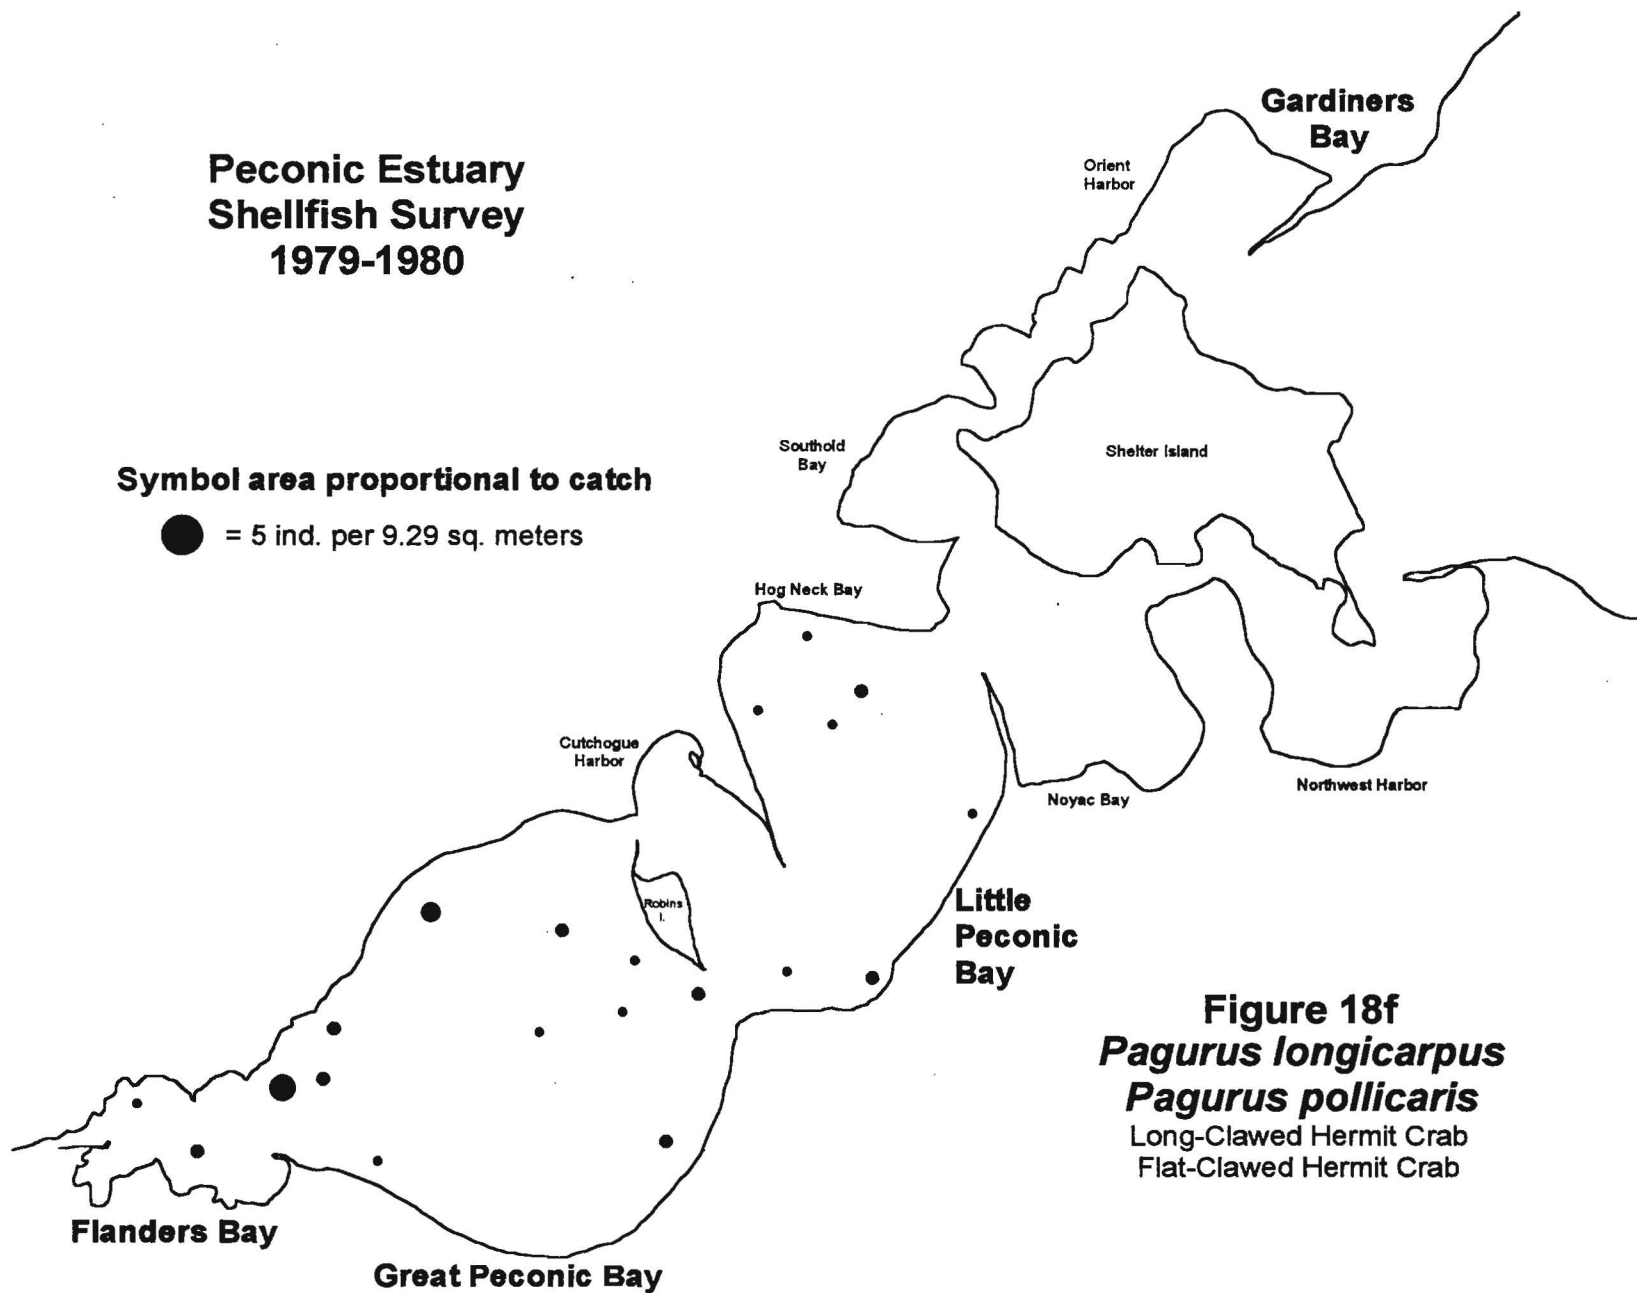 Peconic Estuary
Shellfish Survey
1979-1980
Gardiners
Bay
Orient
Harbor
Symbol area proportional to catch
= 5 ind. per 9.29 sq. meters
Southold
Bay
Shelter Island
Hog Neck Bay
Cutchogue
Harbor
Noyac Bay
Northwest Harbor
Robins
I.
Little
Peconic
Bay
Figure 18f
Pagurus longicarpus
Pagurus pollicaris
Long-Clawed Hermit Crab
Flat-Clawed Hermit Crab
Flanders Bay
Great Peconic Bay